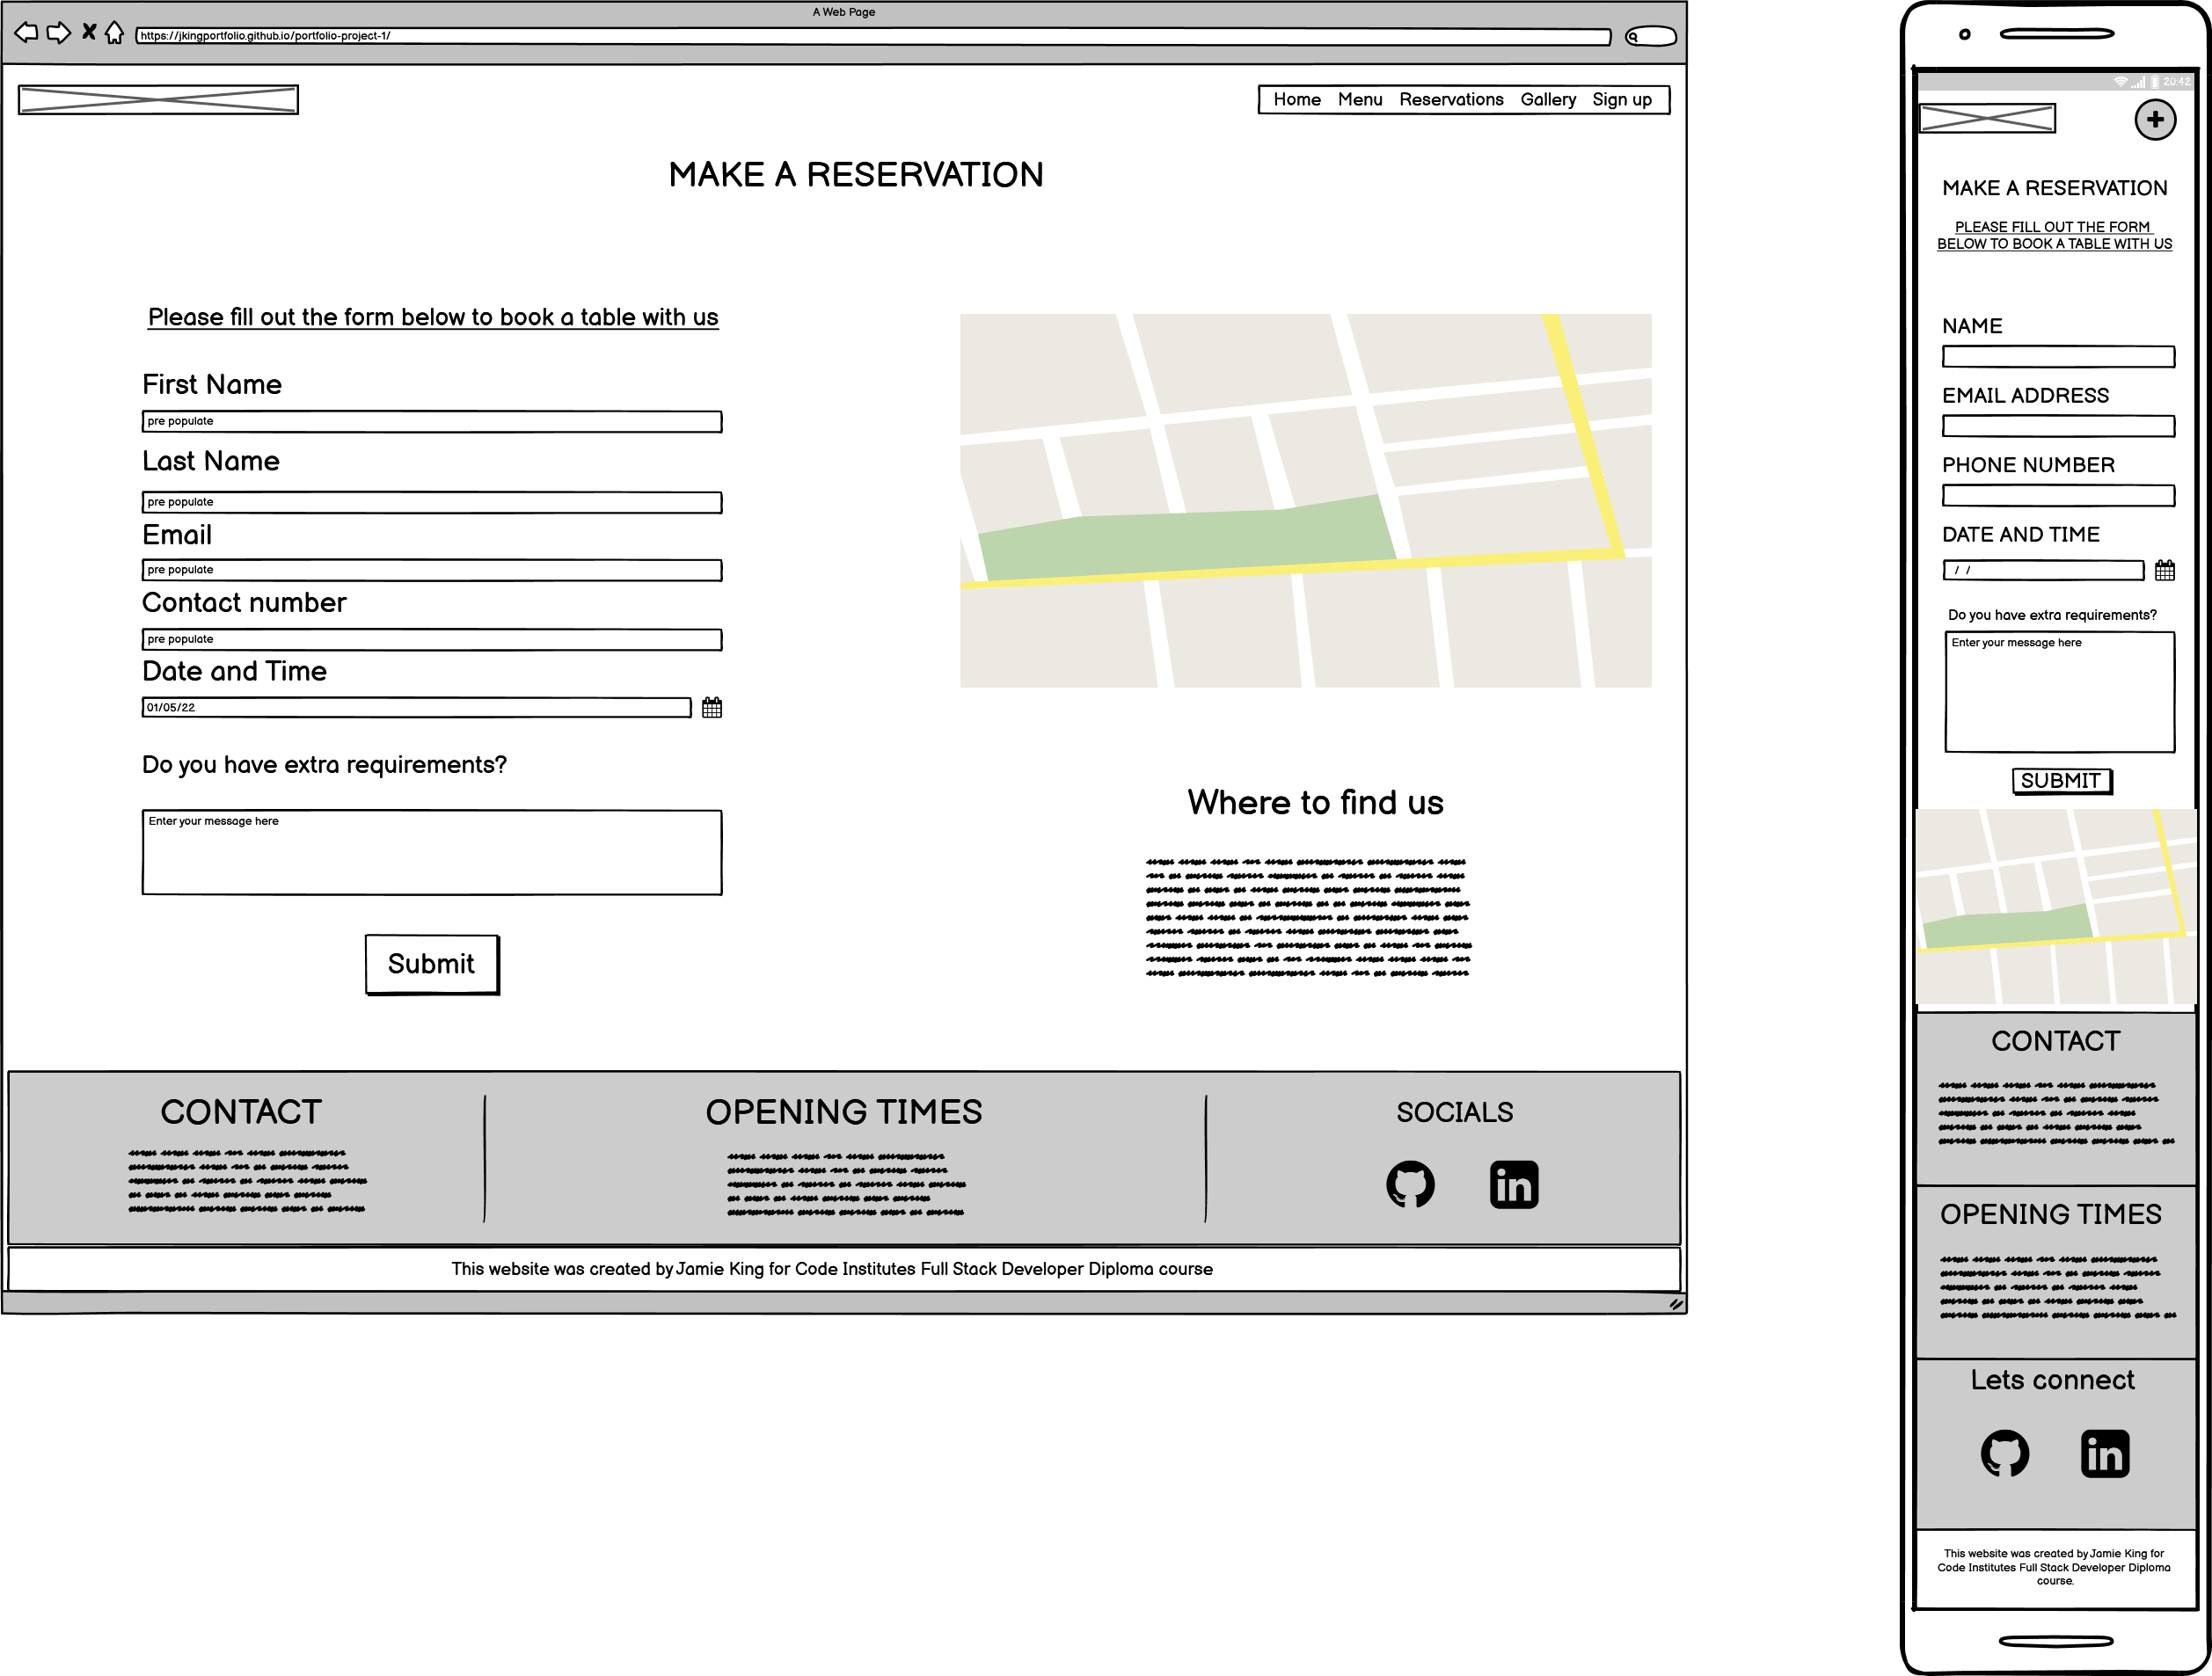 A Web Page
https://jkingportfolio.github.io/portfolio-project-1/
Home Menu Reservations Gallery Sign up
MAKE A RESERVATION
Please fill out the form below to book a table with us
First Name
pre populate
Last Name
pre populate
Email
pre populate
Contact number
pre populate
Date and Time
01/05/22
Do you have extra requirements?
Enter your message here
Submit
Where to find us
CONTACT
OPENING TIMES
SOCIALS
in
This website was created by Jamie King for Code Institutes Full Stack Developer Diploma course
20:42
MAKE A RESERVATION
PLEASE FILL OUT THE FORM
BELOW TO BOOK A TABLE WITH US
NAME
EMAIL ADDRESS
PHONE NUMBER
DATE AND TIME
/ /
Do you have extra requirements?
Enter your message here
SUBMIT
CONTACT
OPENING TIMES
Lets connect
in
This website was created by Jamie King for
Code Institutes Full Stack Developer Diploma
course.